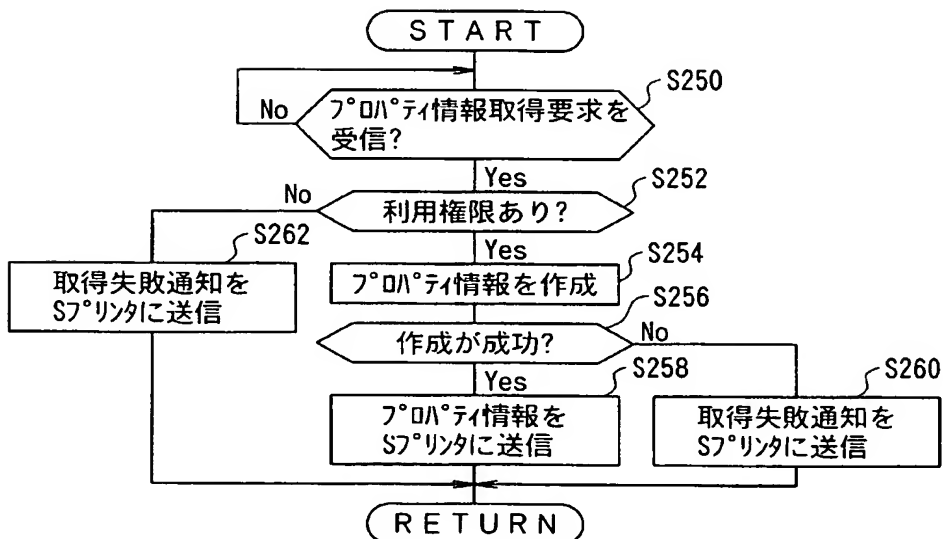 START
S250
No
ﾌﾟﾛﾊﾟﾃｨ情報取得要求を
受信?
Yes
S252
No
利用権限あり?
S262
Yes
S254
取得失敗通知を
Sﾌﾟﾘﾝﾀに送信
ﾌﾟﾛﾊﾟﾃｨ情報を作成
S256
作成が成功?
No
Yes
S258
S260
ﾌﾟﾛﾊﾟﾃｨ情報を
Sﾌﾟﾘﾝﾀに送信
取得失敗通知を
Sﾌﾟﾘﾝﾀに送信
RETURN